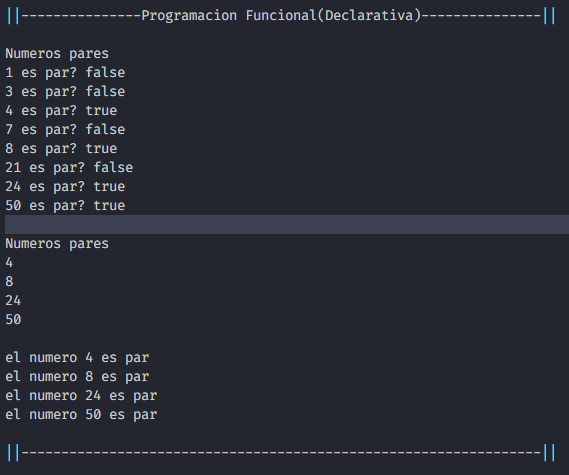 ||---------------Programacion Funcional(Declarativa)---------------||
Numeros pares
1 es par? false
3 es par? false
4 es par? true
7 es par? false
8 es par? true
21 es par? false
24 es par? true
50 es par? true
Numeros pares
4
8
24
50
el numero 4 es par
el numero 8 es par
el numero 24 es par
el numero 50 es par
||-----------------------------------------------------------------||